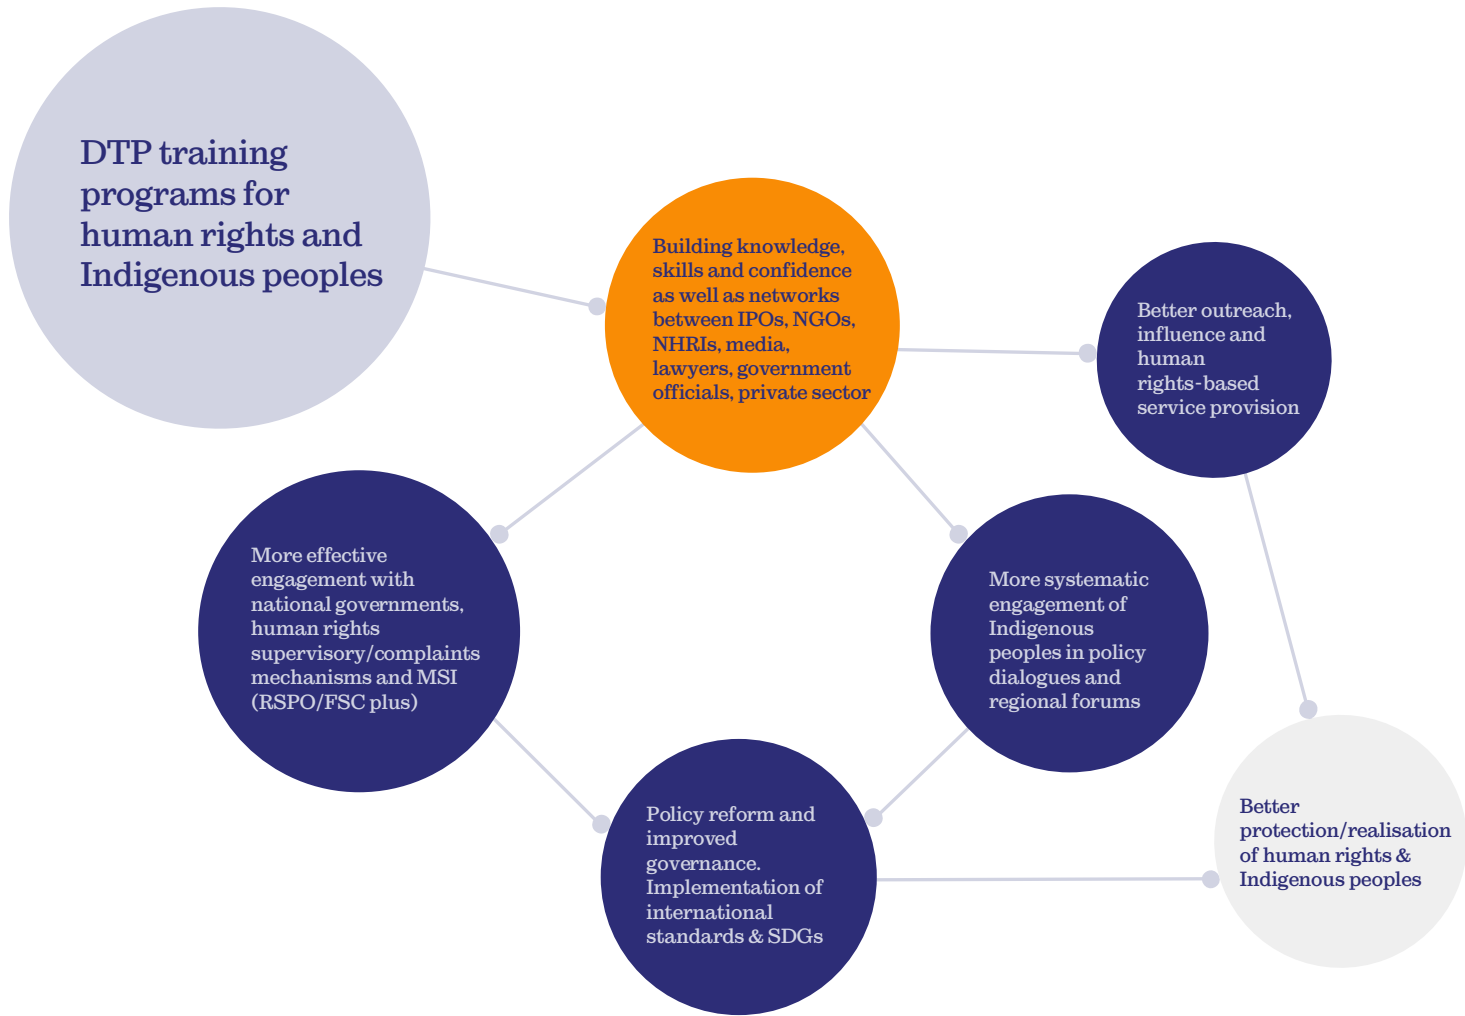 DTP training
programs for
human rights and
Indigenous peoples
Building knowledge,
skills and confidence
as well as networks
between IPOs, NGOs,
NHRIs, media,
lawyers, government
officials, private sector
Better outreach,
influence and
human
rights-based
service provision
More effective
engagement with
national governments,
human rights
supervisory/complaints
mechanisms and MSI
(RSPO/FSC plus)
More systematic
engagement of
Indigenous
peoples in policy
dialogues and
regional forums
Policy reform and
improved
governance.
Implementation of
international
standards & SDGs
Better
protection/realisation
of human rights &
Indigenous peoples